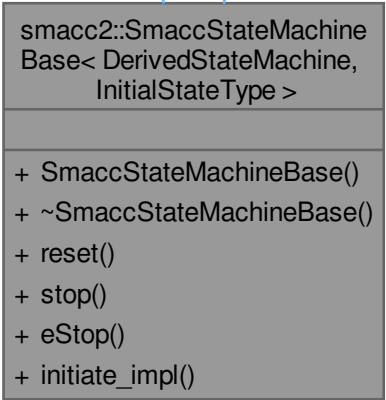 smacc2::SmaccStateMachine
Base< DerivedStateMachine,
InitialStateType >
+ SmaccStateMachineBase()
+ ~SmaccStateMachineBase()
+ reset()
+ stop()
+ eStop()
+ initiate_impl()